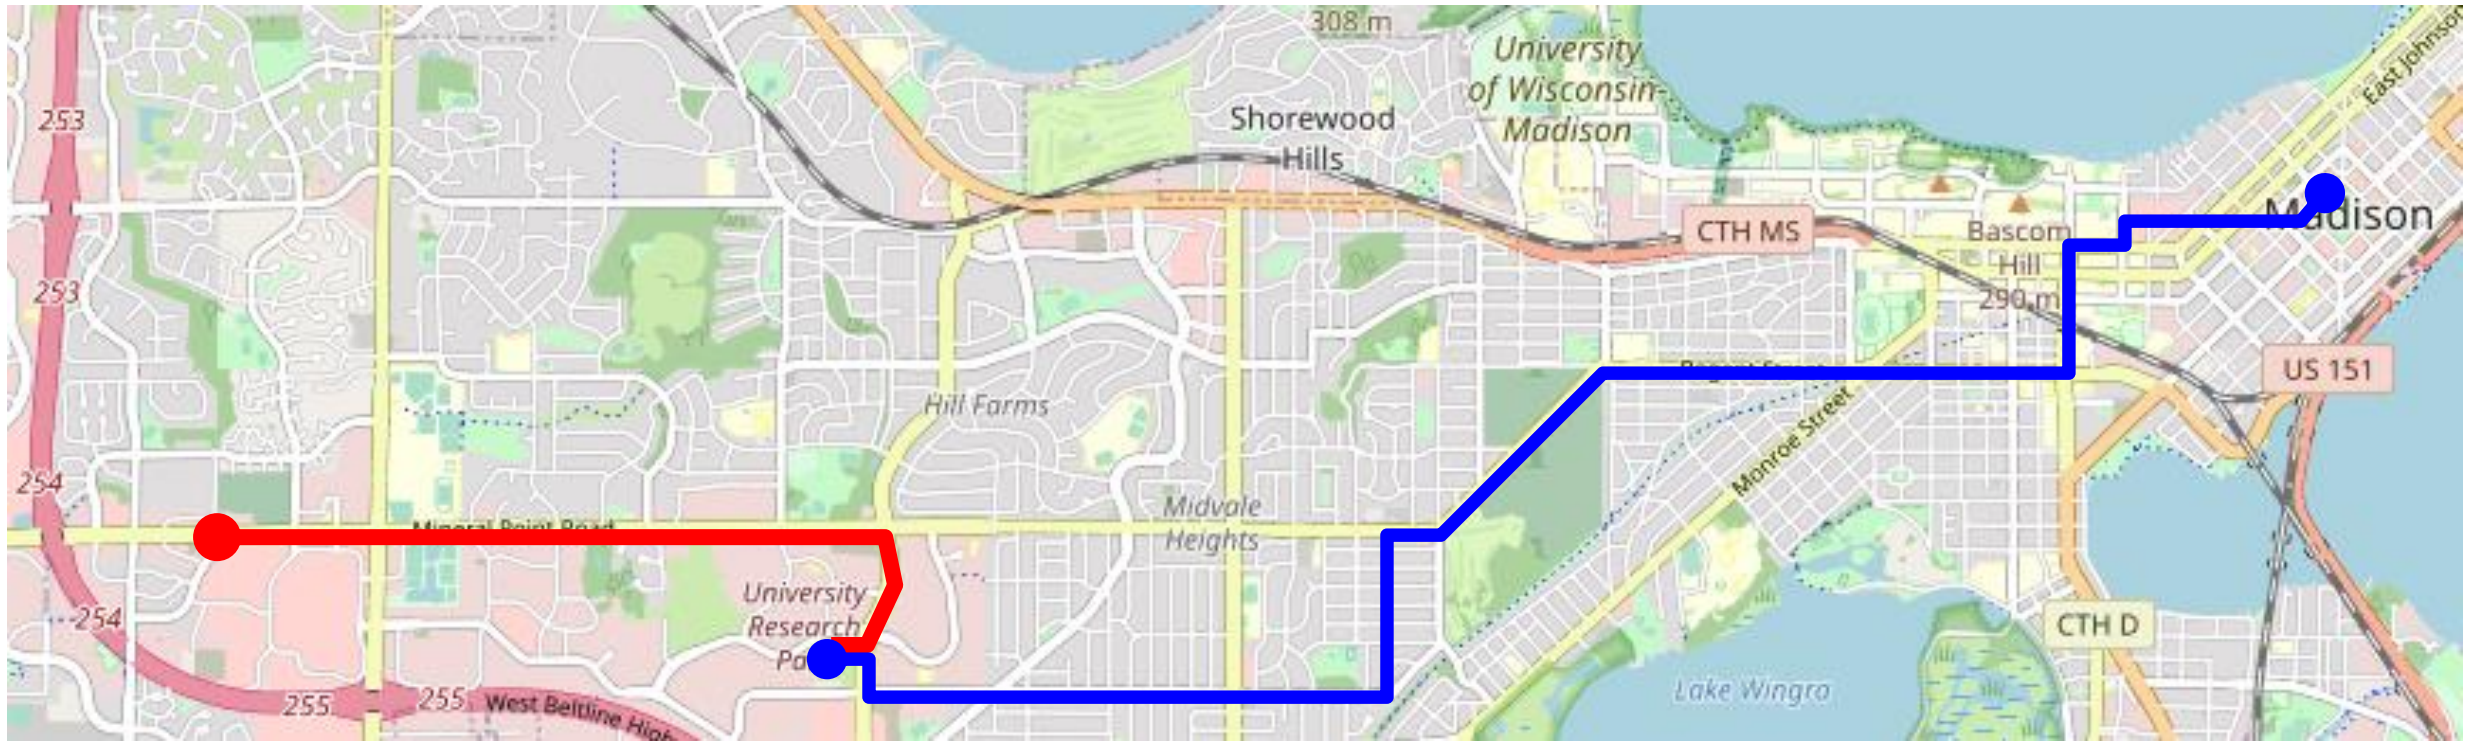 308 m
University
of Wisconsin-
Madison
East Johnson
253
Shorewood
Hills
Madison
CTH MS
Bascom
Hill
290 m
253
US 151
Regent Street
Hill Farms
Monroe Street
254
Midvale
Heights
Mineral Point Road
University
Research
Pa
254
CTH D
Lake Wingra
255
255
West Beltline High